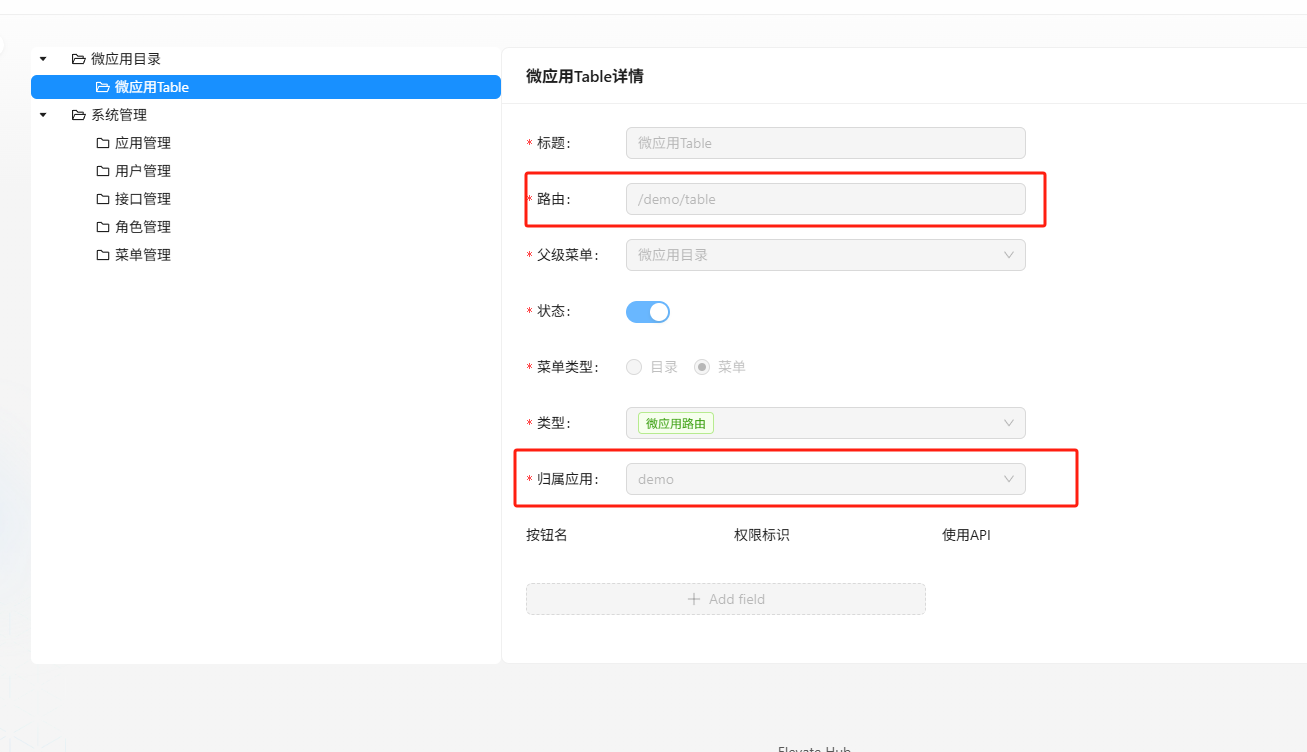 微应用目录
微应用Table
系统管理
应用管理
用户管理
接口管理
角色管理
菜单管理
微应用Table详情
* 标题: 微应用Table
* 路由: /demo/table
* 父级菜单: 微应用目录
* 状态:
* 菜单类型: 目录 菜单
* 类型: 微应用路由
* 归属应用: demo
按钮名 权限标识 使用API
+ Add field
Elevate Hub